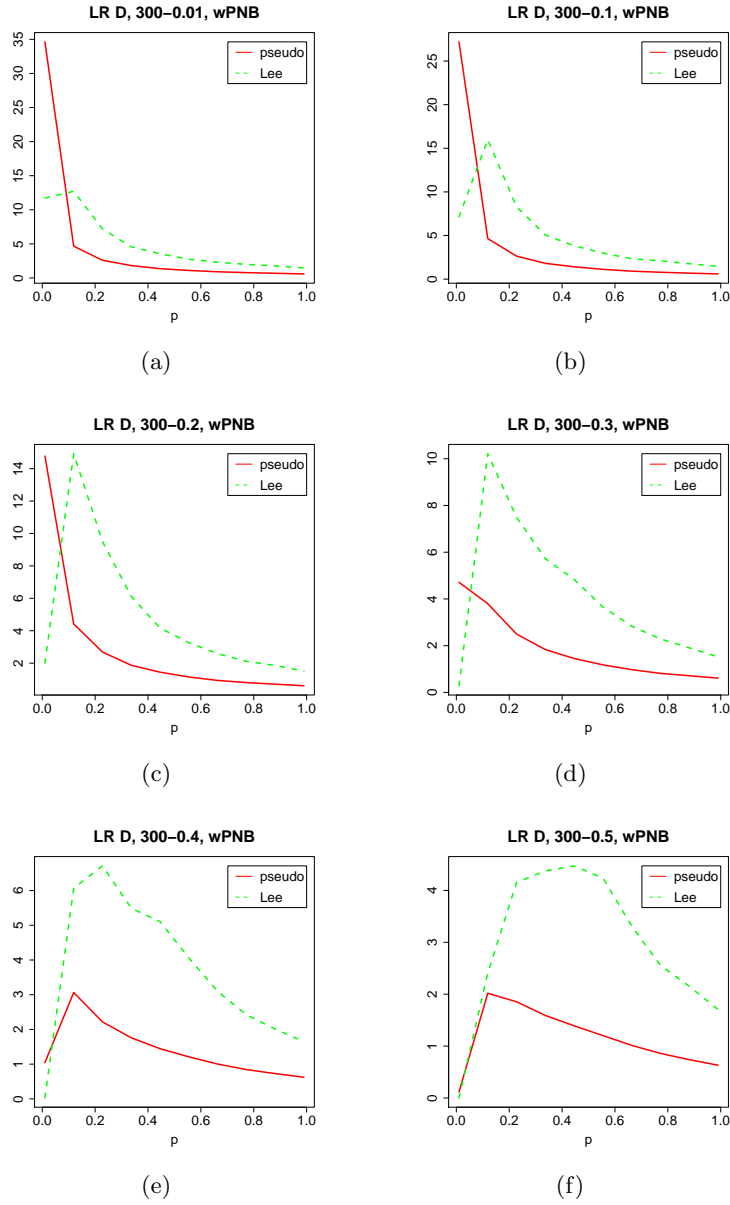 LR D, 300−0.01, wPNB
pseudo
Lee
0 5 10 15 20 25 30 35
0.0 0.2 0.4 0.6 0.8 1.0
p
(a)
LR D, 300−0.1, wPNB
pseudo
Lee
0 5 10 15 20 25
0.0 0.2 0.4 0.6 0.8 1.0
p
(b)
LR D, 300−0.2, wPNB
pseudo
Lee
2 4 6 8 10 12 14
0.0 0.2 0.4 0.6 0.8 1.0
p
(c)
LR D, 300−0.3, wPNB
pseudo
Lee
0 2 4 6 8 10
0.0 0.2 0.4 0.6 0.8 1.0
p
(d)
LR D, 300−0.4, wPNB
pseudo
Lee
0 1 2 3 4 5 6
0.0 0.2 0.4 0.6 0.8 1.0
p
(e)
LR D, 300−0.5, wPNB
pseudo
Lee
0 1 2 3 4
0.0 0.2 0.4 0.6 0.8 1.0
p
(f)